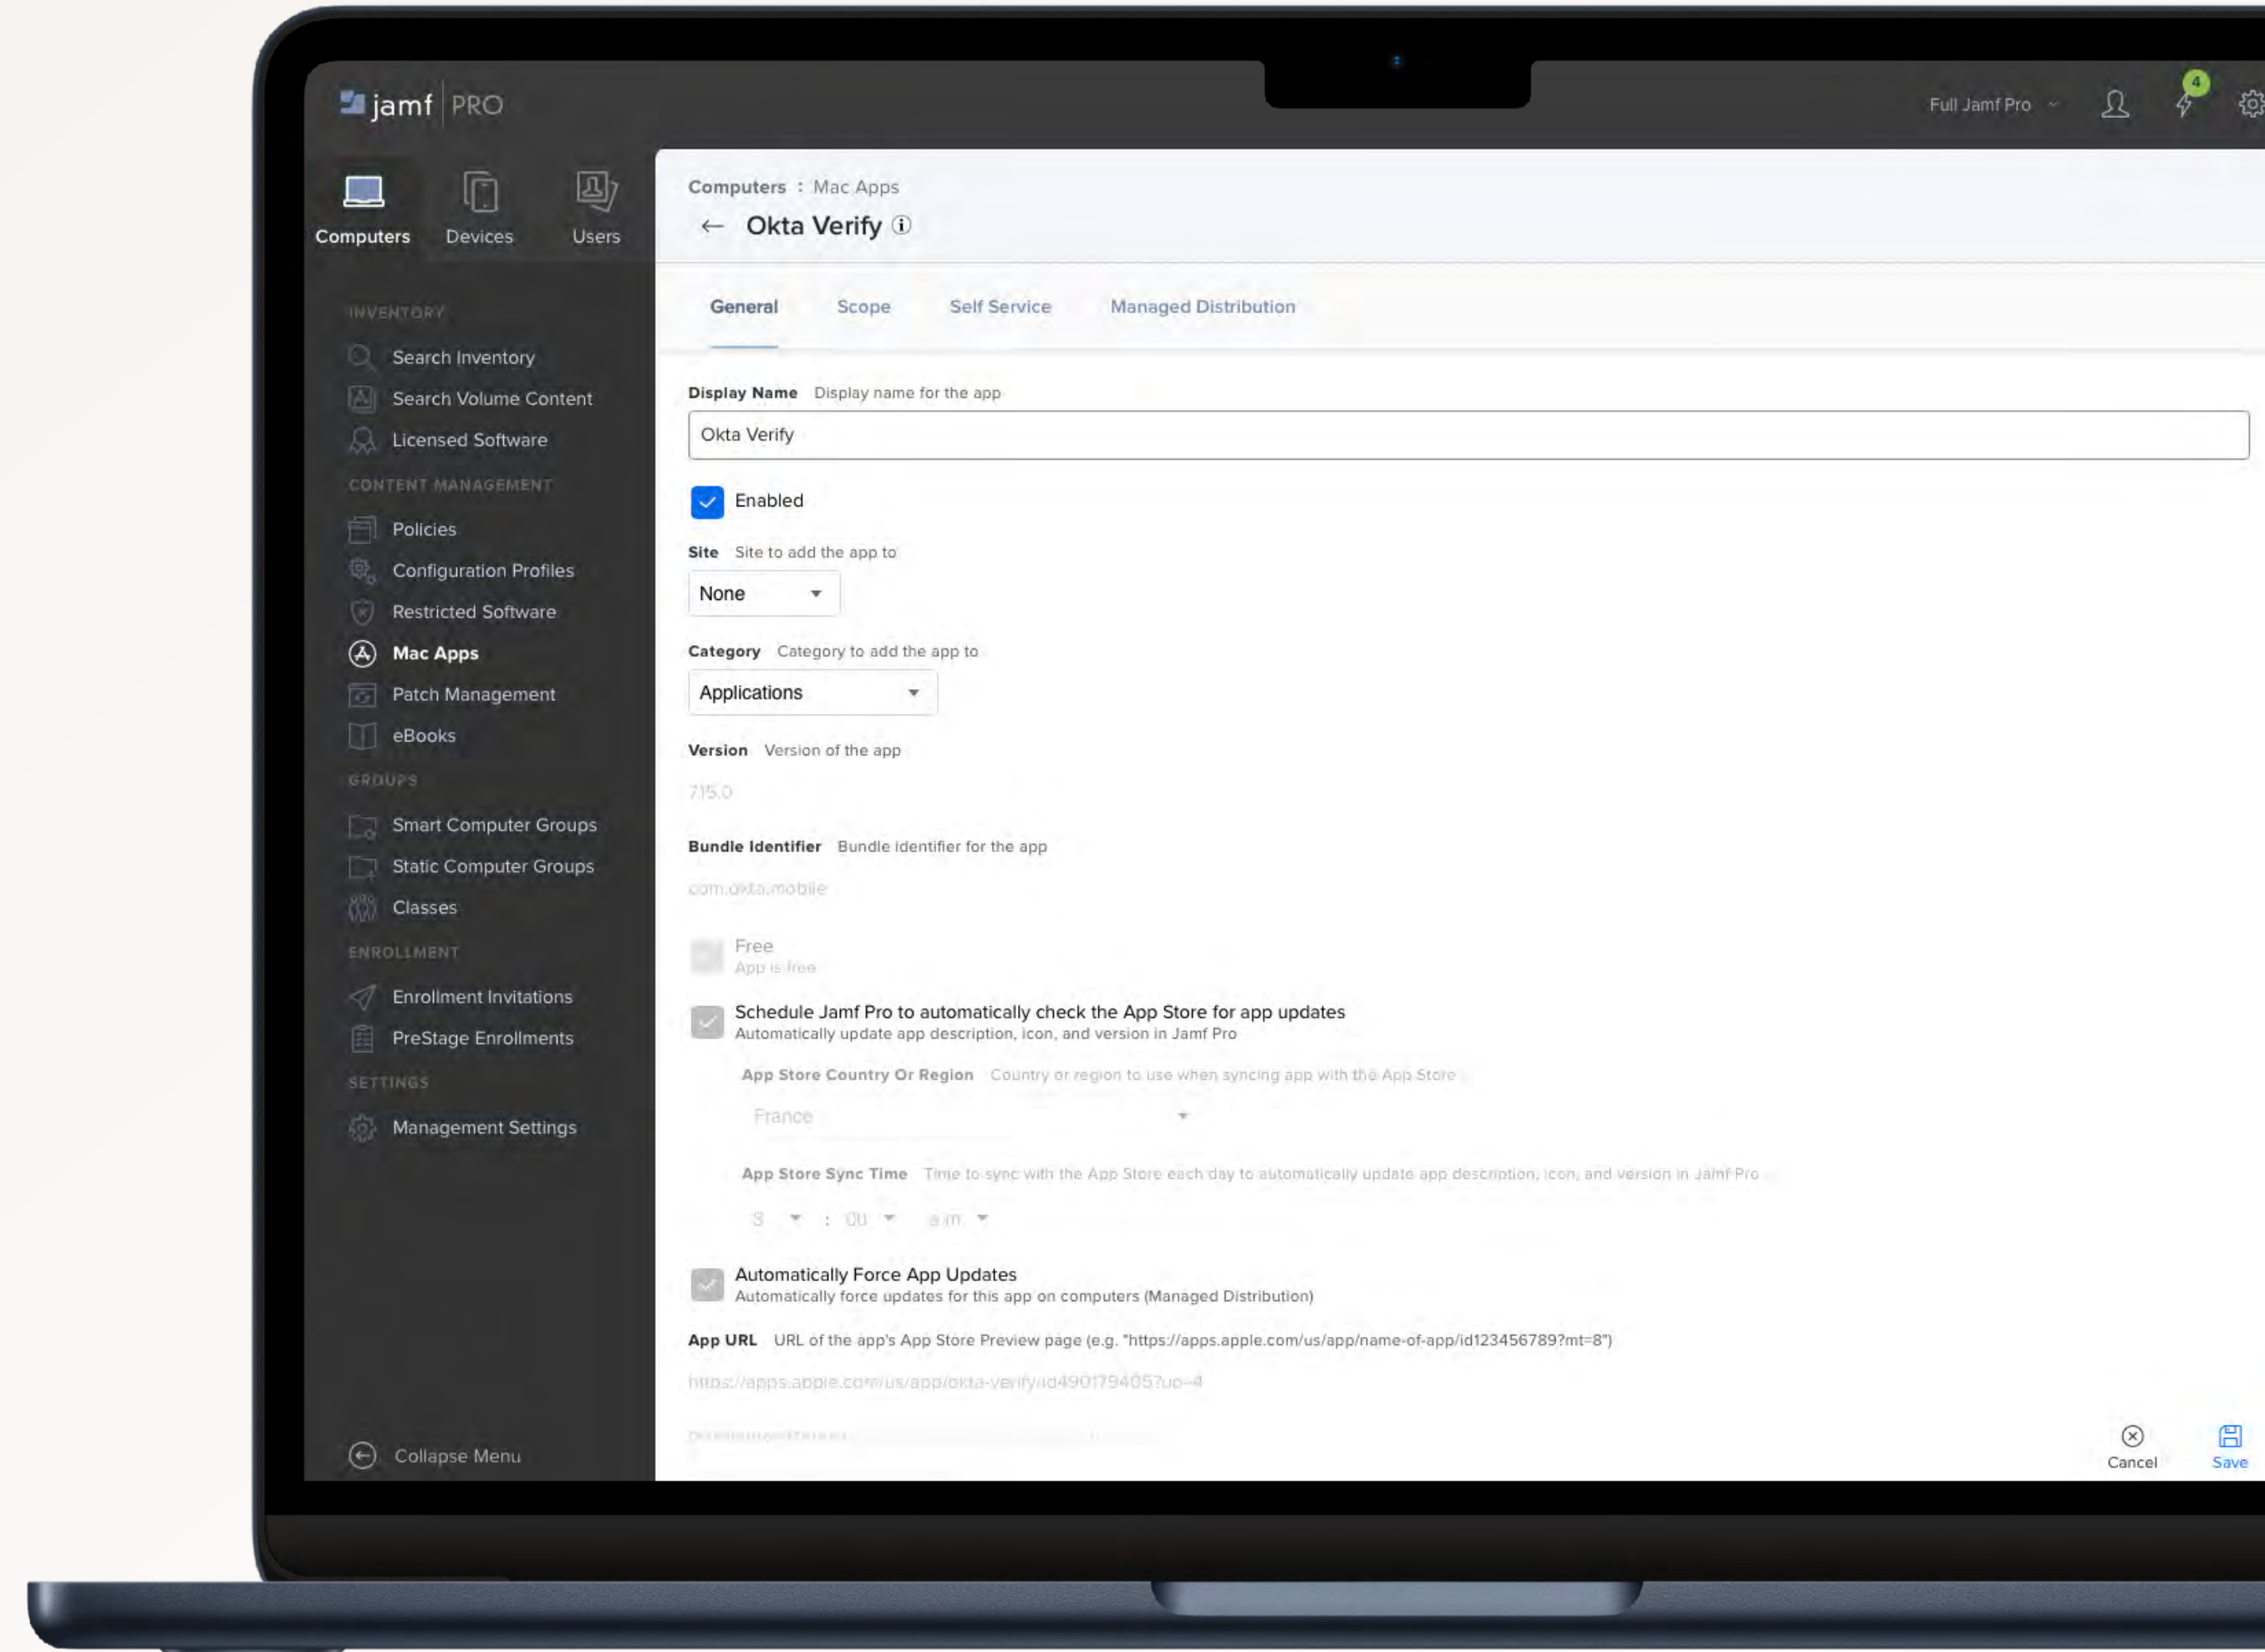 jamf PRO
Full Jamf Pro
4
Computers
Devices
Users
INVENTORY
Search Inventory
Search Volume Content
Licensed Software
CONTENT MANAGEMENT
Policies
Configuration Profiles
Restricted Software
Mac Apps
Patch Management
eBooks
GROUPS
Smart Computer Groups
Static Computer Groups
Classes
ENROLLMENT
Enrollment Invitations
PreStage Enrollments
SETTINGS
Management Settings
Collapse Menu
Computers : Mac Apps
← Okta Verify
General
Scope
Self Service
Managed Distribution
Display Name Display name for the app
Okta Verify
Enabled
Site Site to add the app to
None
Category Category to add the app to
Applications
Version Version of the app
7.15.0
Bundle Identifier Bundle identifier for the app
com.okta.mobile
Free
App is free
Schedule Jamf Pro to automatically check the App Store for app updates
Automatically update app description, icon, and version in Jamf Pro
App Store Country Or Region Country or region to use when syncing app with the App Store
France
App Store Sync Time Time to sync with the App Store each day to automatically update app description, icon, and version in Jamf Pro
: 00 a.m.
Automatically Force App Updates
Automatically force updates for this app on computers (Managed Distribution)
App URL URL of the app's App Store Preview page (e.g. "https://apps.apple.com/us/app/name-of-app/id123456789?mt=8")
https://apps.apple.com/us/app/okta-verify/id490179405?uo=4
Cancel
Save